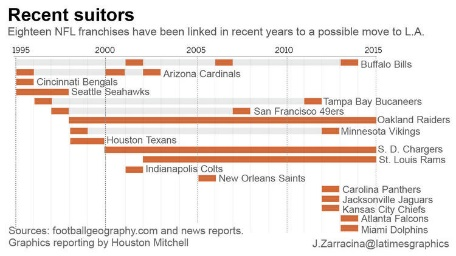 Recent suitors
Eighteen NFL franchises have been linked in recent years to a possible move to L.A.
1995 2000 2005 2010 2015
Buffalo Bills
Arizona Cardinals
Cincinnati Bengals
Seattle Seahawks
Tampa Bay Bucaneers
San Francisco 49ers
Oakland Raiders
Minnesota Vikings
Houston Texans
S. D. Chargers
St. Louis Rams
Indianapolis Colts
New Orleans Saints
Carolina Panthers
Jacksonville Jaguars
Kansas City Chiefs
Atlanta Falcons
Miami Dolphins
Sources: footballgeography.com and news reports.
Graphics reporting by Houston Mitchell
J.Zarracina@latimesgraphics